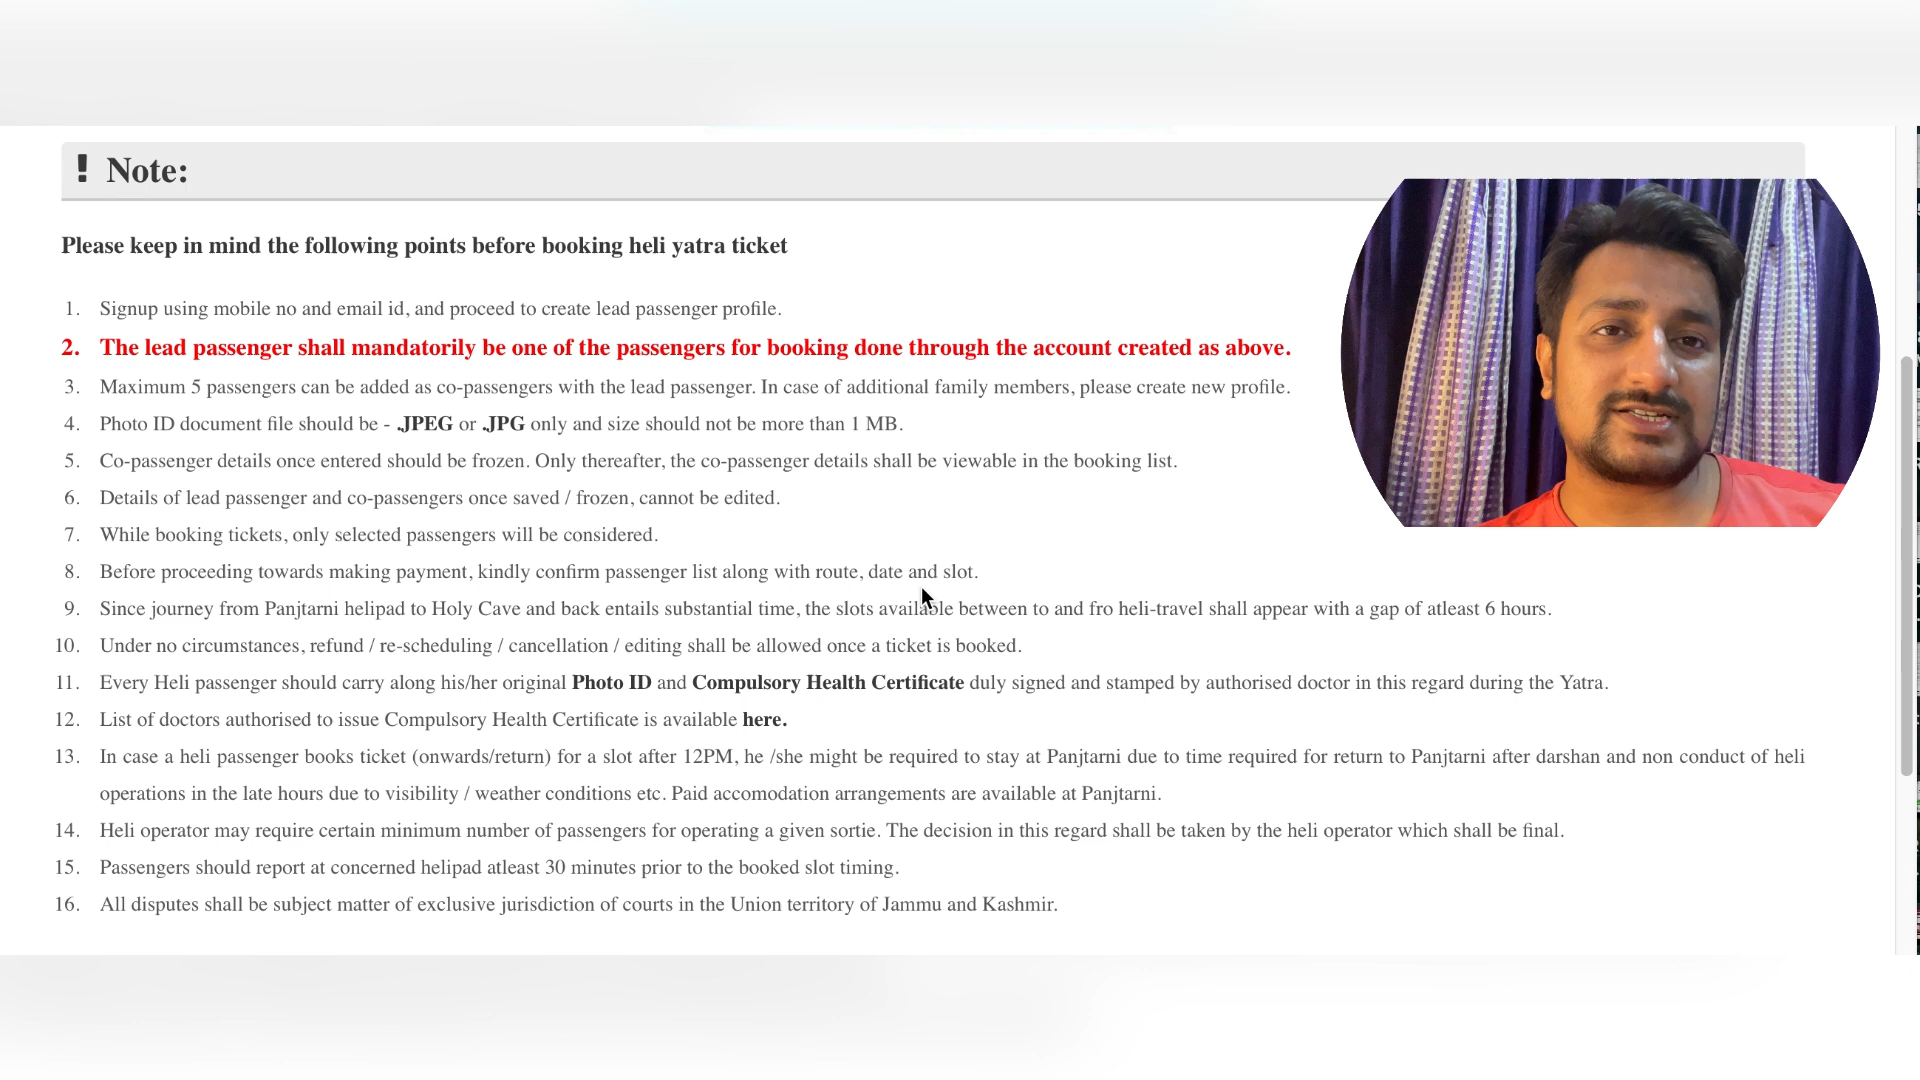 ! Note:
Please keep in mind the following points before booking heli yatra ticket
1. Signup using mobile no and email id, and proceed to create lead passenger profile.
2. The lead passenger shall mandatorily be one of the passengers for booking done through the account created as above.
3. Maximum 5 passengers can be added as co-passengers with the lead passenger. In case of additional family members, please create new profile.
4. Photo ID document file should be - .JPEG or .JPG only and size should not be more than 1 MB.
5. Co-passenger details once entered should be frozen. Only thereafter, the co-passenger details shall be viewable in the booking list.
6. Details of lead passenger and co-passengers once saved / frozen, cannot be edited.
7. While booking tickets, only selected passengers will be considered.
8. Before proceeding towards making payment, kindly confirm passenger list along with route, date and slot.
9. Since journey from Panjtarni helipad to Holy Cave and back entails substantial time, the slots available between to and fro heli-travel shall appear with a gap of atleast 6 hours.
10. Under no circumstances, refund / re-scheduling / cancellation / editing shall be allowed once a ticket is booked.
11. Every Heli passenger should carry along his/her original Photo ID and Compulsory Health Certificate duly signed and stamped by authorised doctor in this regard during the Yatra.
12. List of doctors authorised to issue Compulsory Health Certificate is available here.
13. In case a heli passenger books ticket (onwards/return) for a slot after 12PM, he /she might be required to stay at Panjtarni due to time required for return to Panjtarni after darshan and non conduct of heli
operations in the late hours due to visibility / weather conditions etc. Paid accomodation arrangements are available at Panjtarni.
14. Heli operator may require certain minimum number of passengers for operating a given sortie. The decision in this regard shall be taken by the heli operator which shall be final.
15. Passengers should report at concerned helipad atleast 30 minutes prior to the booked slot timing.
16. All disputes shall be subject matter of exclusive jurisdiction of courts in the Union territory of Jammu and Kashmir.